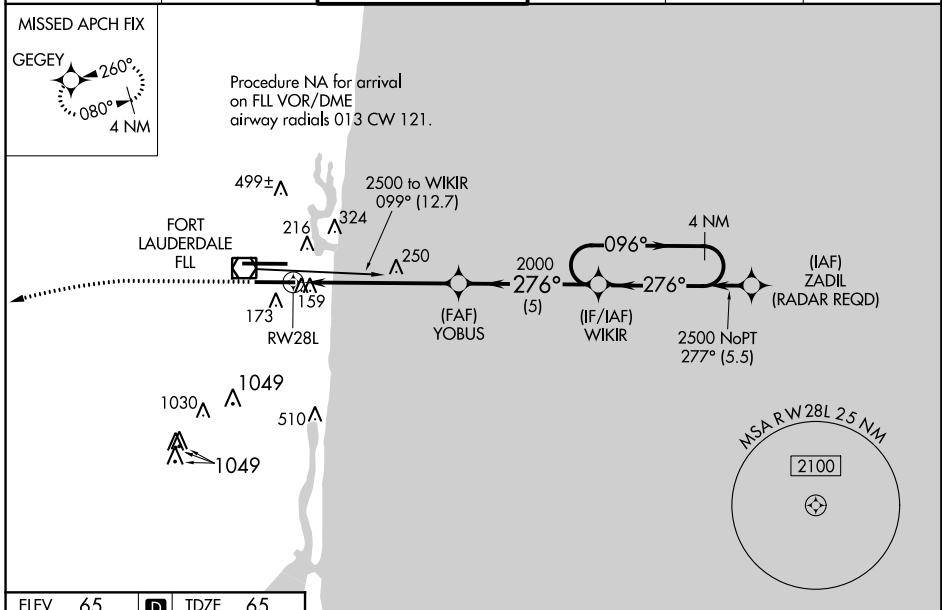 MISSED APCH FIX
GEGEY
260°
080°
4 NM
Procedure NA for arrival
on FLL VOR/DME
airway radials 013 CW 121.
499±
2500 to WIKIR
099° (12.7)
324
216
4 NM
FORT
LAUDERDALE
FLL
250
096°
2000
276°
(5)
276°
(IAF)
ZADIL
(RADAR REQD)
173
159
RW28L
(FAF)
YOBUS
(IF/IAF)
WIKIR
2500 NoPT
277° (5.5)
1049
1030
510
1049
MSA RW28L 25 NM
2100
ELEV 65 D TDZE 65